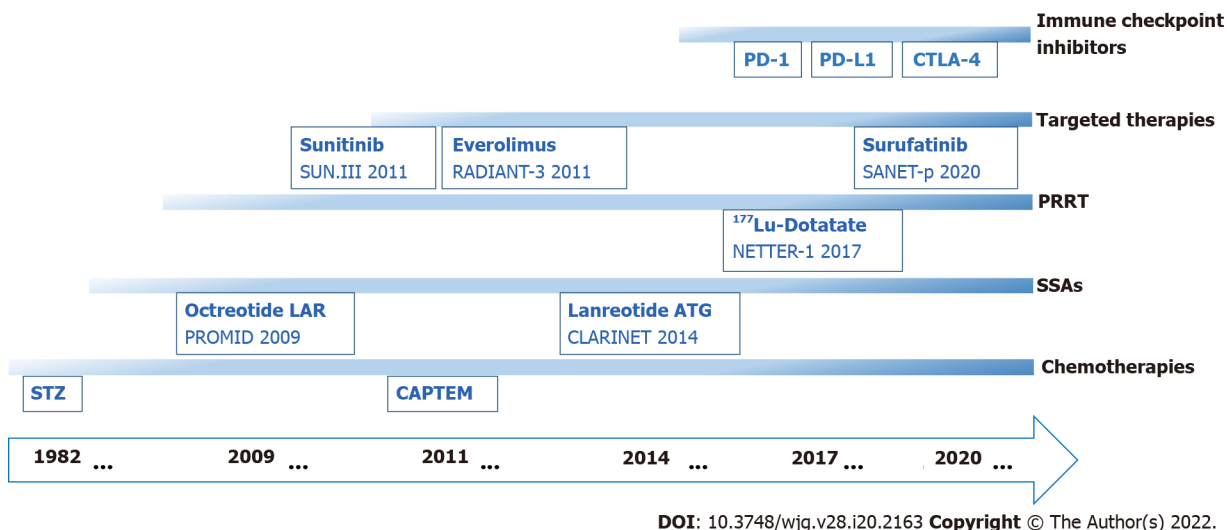 Immune checkpoint
inhibitors
PD-1 PD-L1 CTLA-4
Targeted therapies
Sunitinib
SUN.III 2011
Everolimus
RADIANT-3 2011
Surufatinib
SANET-p 2020
PRRT
¹⁷⁷Lu-Dotatate
NETTER-1 2017
SSAs
Octreotide LAR
PROMID 2009
Lanreotide ATG
CLARINET 2014
Chemotherapies
STZ CAPTEM
1982 ... 2009 ... 2011 ... 2014 ... 2017 ... 2020 ...
DOI: 10.3748/wjg.v28.i20.2163 Copyright © The Author(s) 2022.